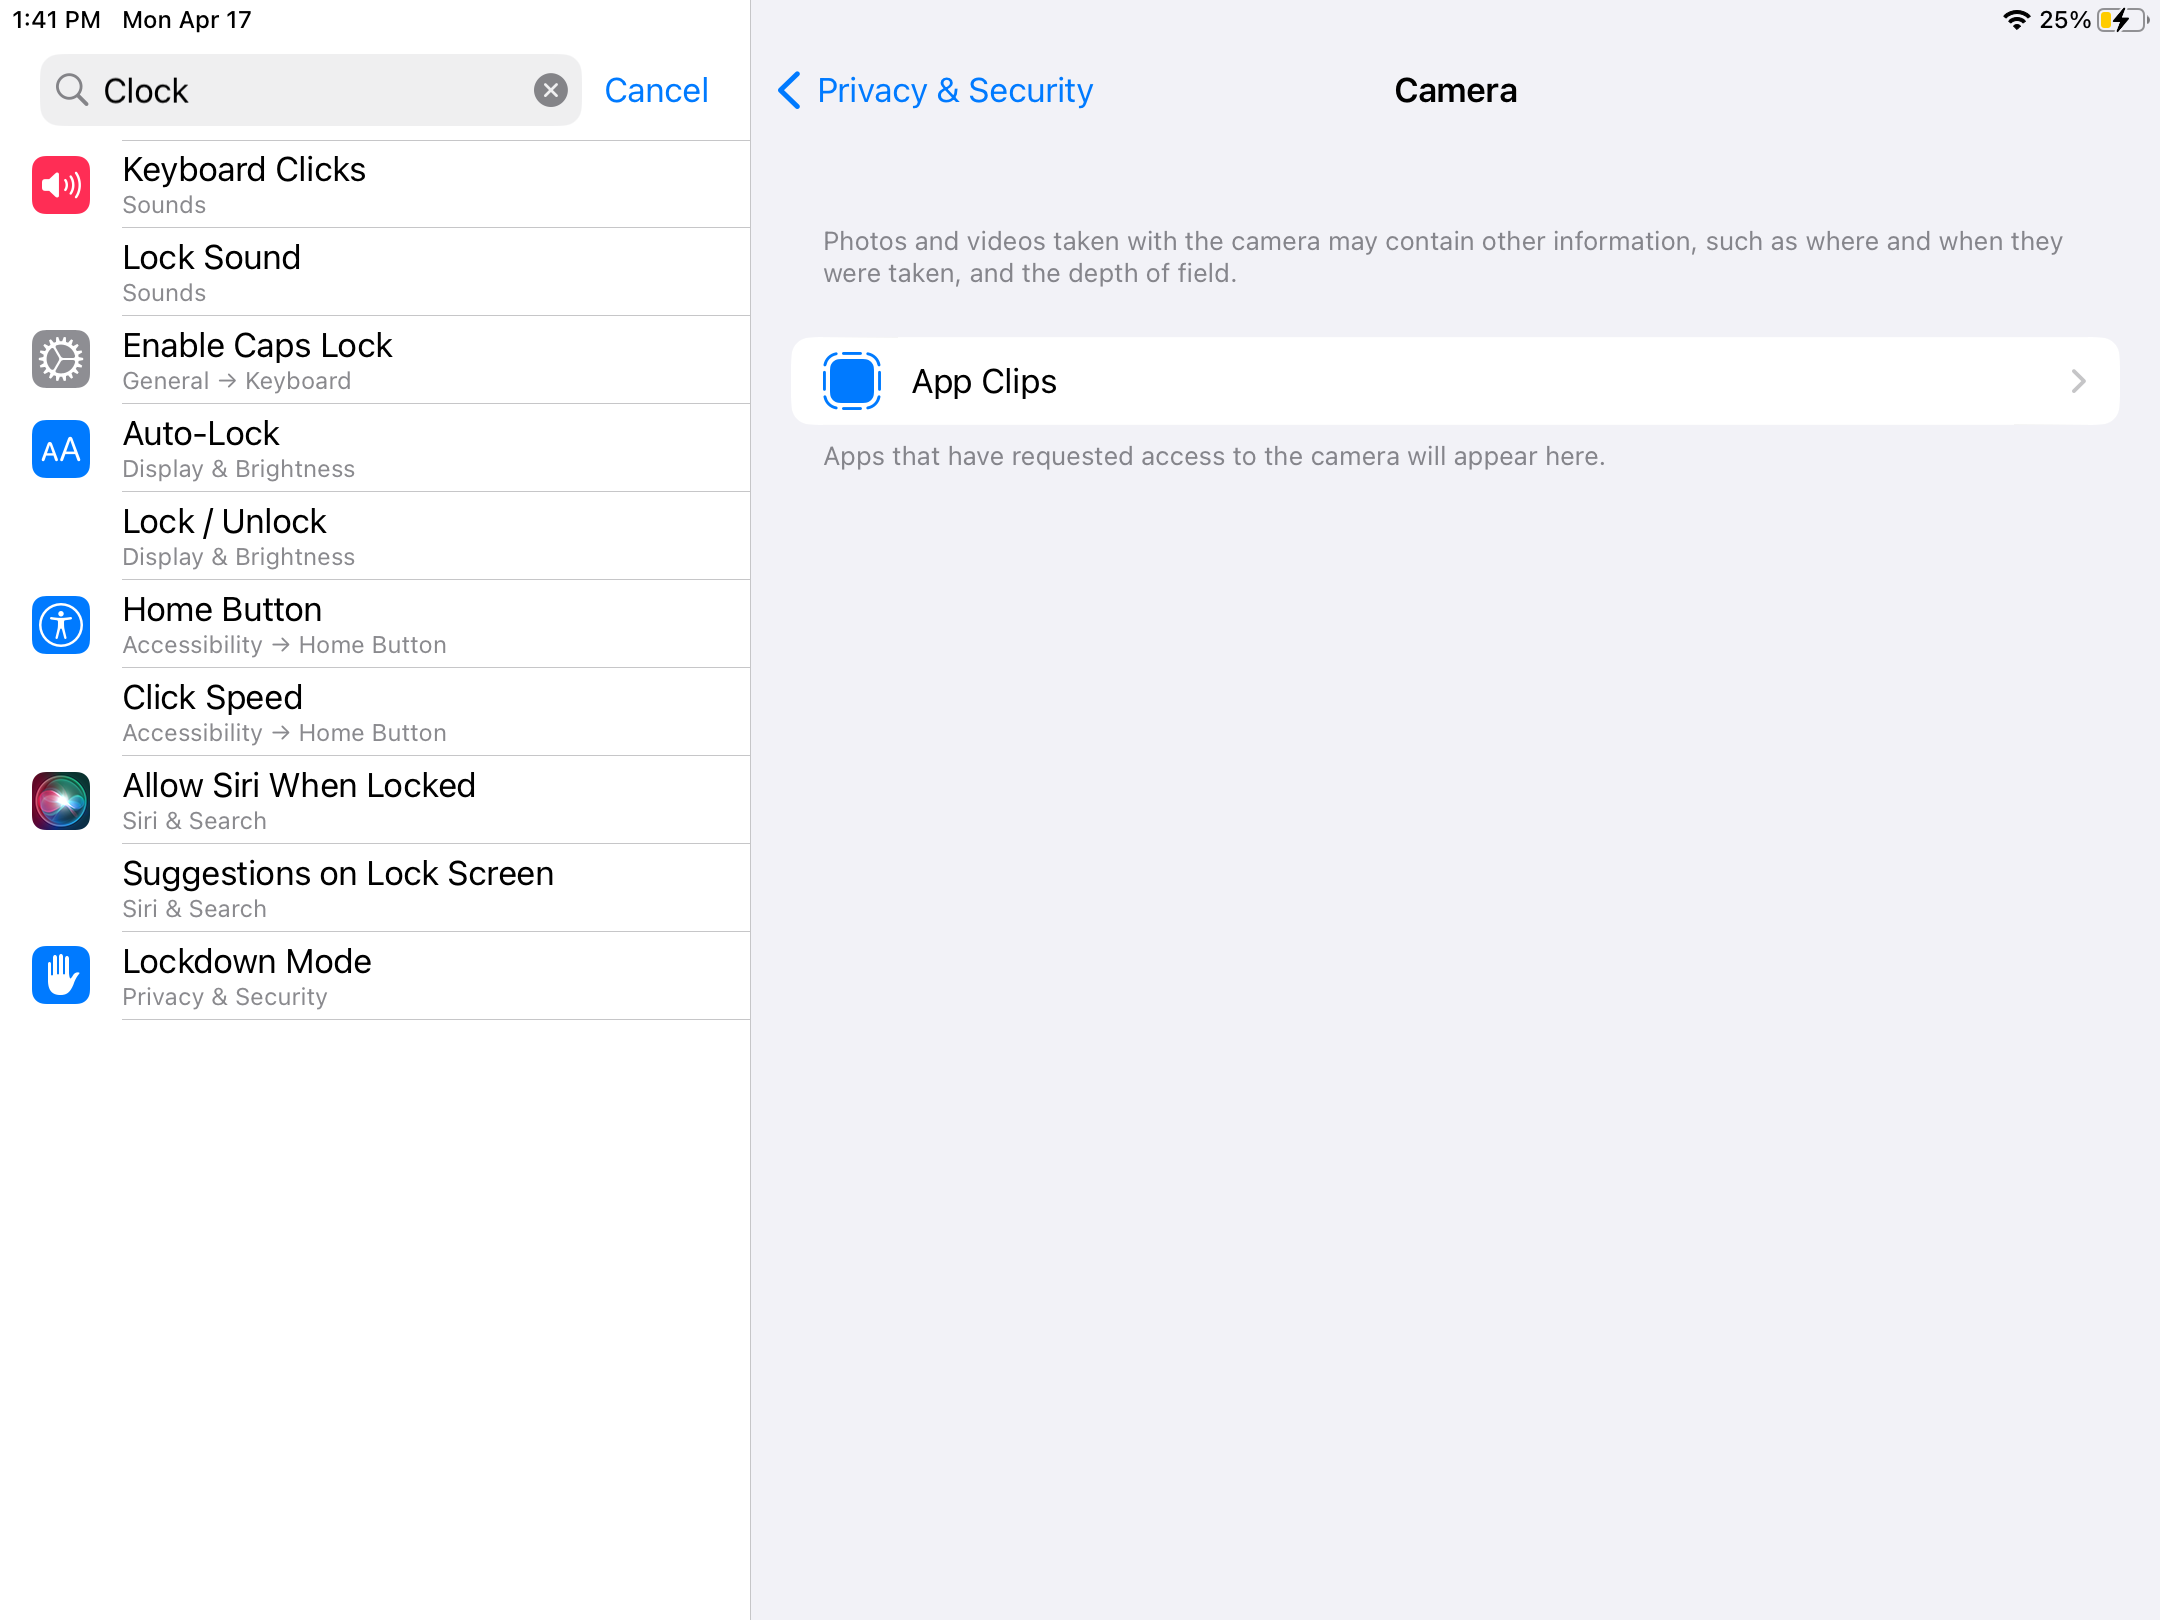 1:41 PM Mon Apr 17
25%
Clock
Cancel
Keyboard Clicks
Sounds
Lock Sound
Sounds
Enable Caps Lock
General → Keyboard
AA
Auto-Lock
Display & Brightness
Lock / Unlock
Display & Brightness
Home Button
Accessibility → Home Button
Click Speed
Accessibility → Home Button
Allow Siri When Locked
Siri & Search
Suggestions on Lock Screen
Siri & Search
Lockdown Mode
Privacy & Security
Privacy & Security
Camera
Photos and videos taken with the camera may contain other information, such as where and when they
were taken, and the depth of field.
App Clips
Apps that have requested access to the camera will appear here.